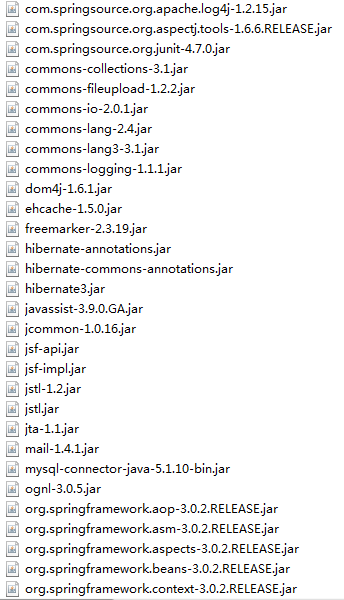 com.springsource.org.apache.log4j-1.2.15.jar
com.springsource.org.aspectj.tools-1.6.6.RELEASE.jar
com.springsource.org.junit-4.7.0.jar
commons-collections-3.1.jar
commons-fileupload-1.2.2.jar
commons-io-2.0.1.jar
commons-lang-2.4.jar
commons-lang3-3.1.jar
commons-logging-1.1.1.jar
dom4j-1.6.1.jar
ehcache-1.5.0.jar
freemarker-2.3.19.jar
hibernate-annotations.jar
hibernate-commons-annotations.jar
hibernate3.jar
javassist-3.9.0.GA.jar
jcommon-1.0.16.jar
jsf-api.jar
jsf-impl.jar
jstl-1.2.jar
jstl.jar
jta-1.1.jar
mail-1.4.1.jar
mysql-connector-java-5.1.10-bin.jar
ognl-3.0.5.jar
org.springframework.aop-3.0.2.RELEASE.jar
org.springframework.asm-3.0.2.RELEASE.jar
org.springframework.aspects-3.0.2.RELEASE.jar
org.springframework.beans-3.0.2.RELEASE.jar
org.springframework.context-3.0.2.RELEASE.jar